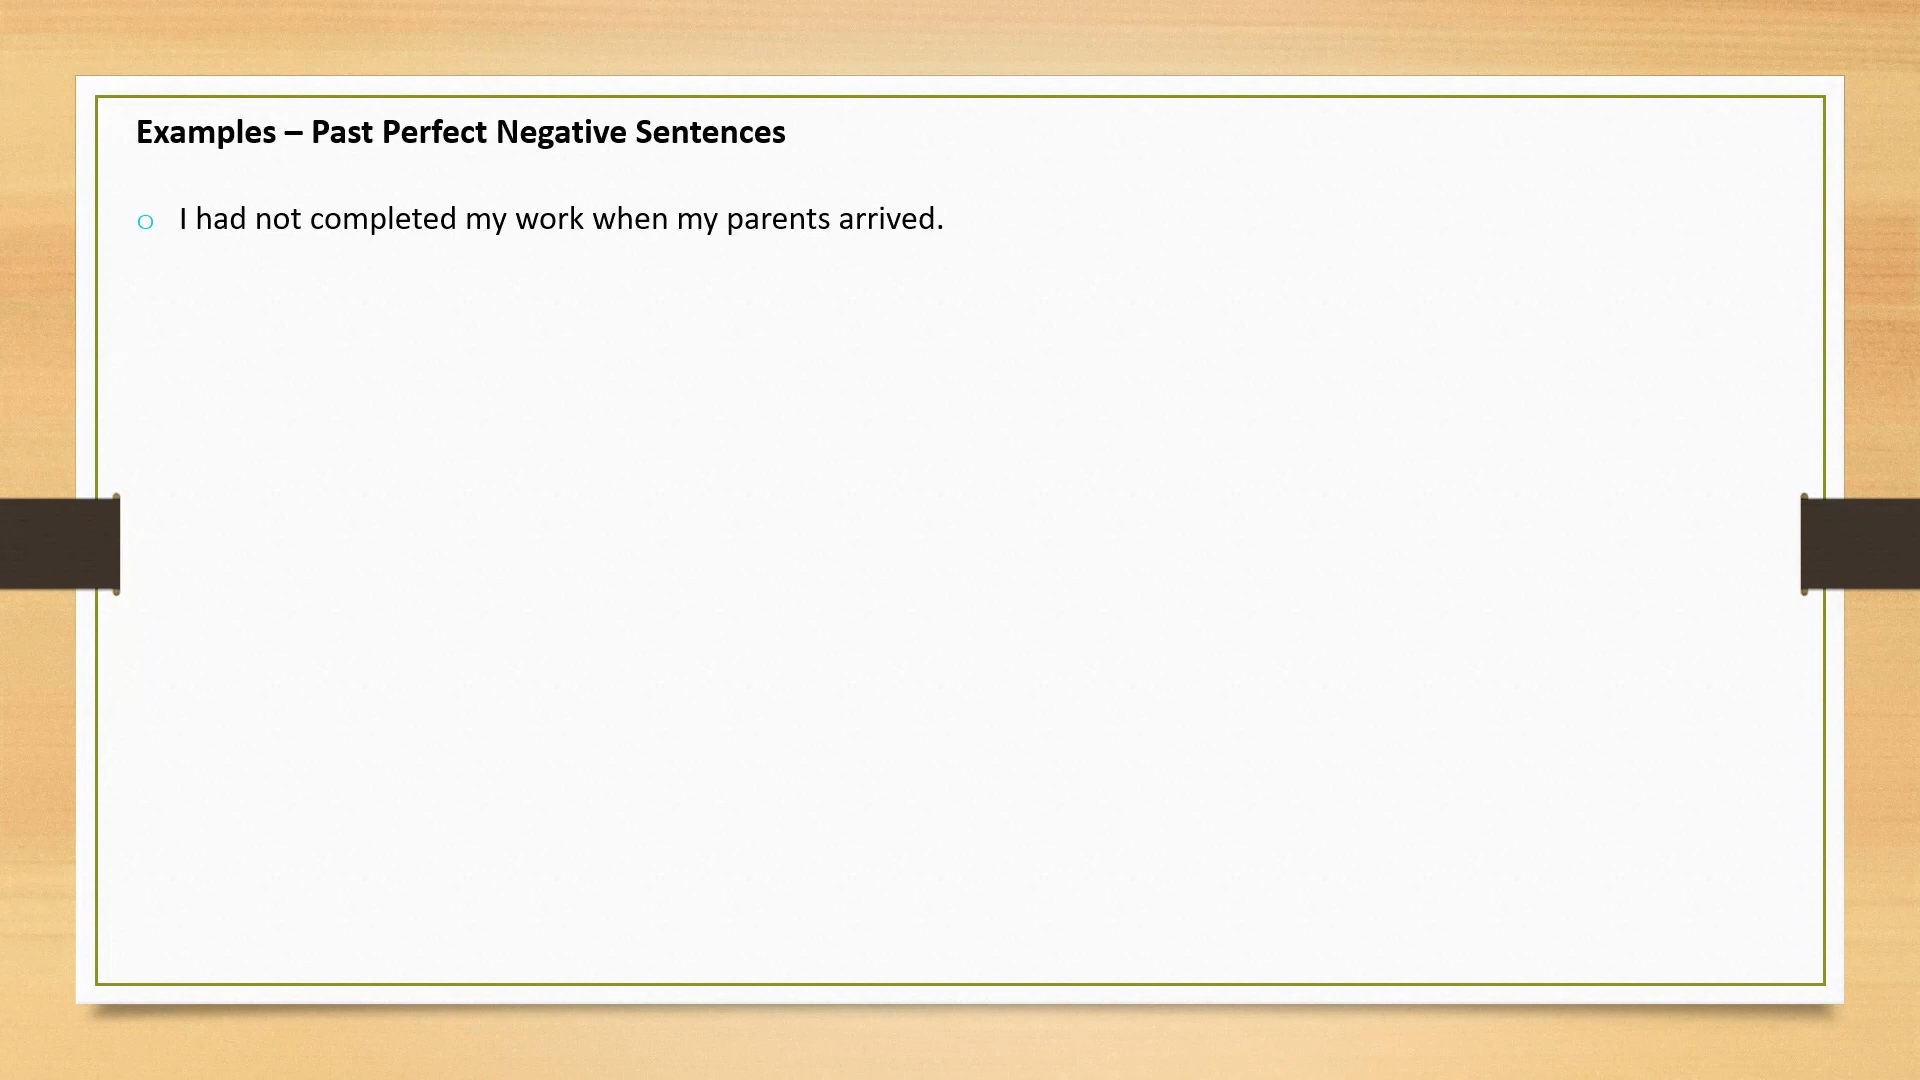 Examples – Past Perfect Negative Sentences
o I had not completed my work when my parents arrived.